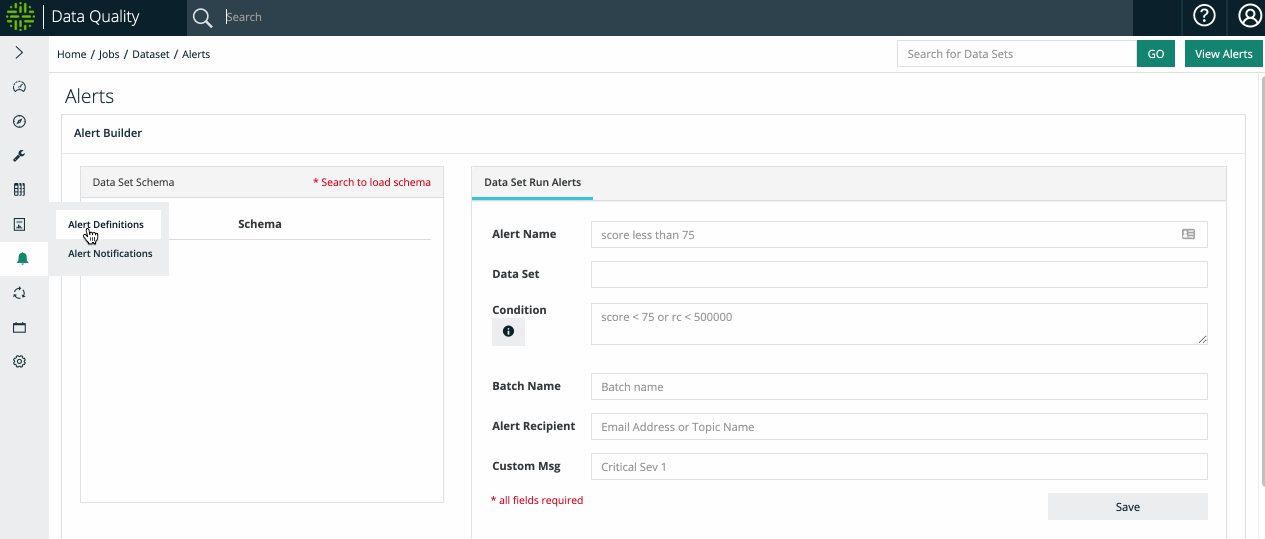 Data Quality
Search
Home / Jobs / Dataset / Alerts
Search for Data Sets
GO
View Alerts
Alerts
Alert Builder
Data Set Schema
* Search to load schema
Schema
Alert Definitions
Alert Notifications
Data Set Run Alerts
Alert Name
score less than 75
Data Set
Condition
score < 75 or rc < 500000
Batch Name
Batch name
Alert Recipient
Email Address or Topic Name
Custom Msg
Critical Sev 1
* all fields required
Save